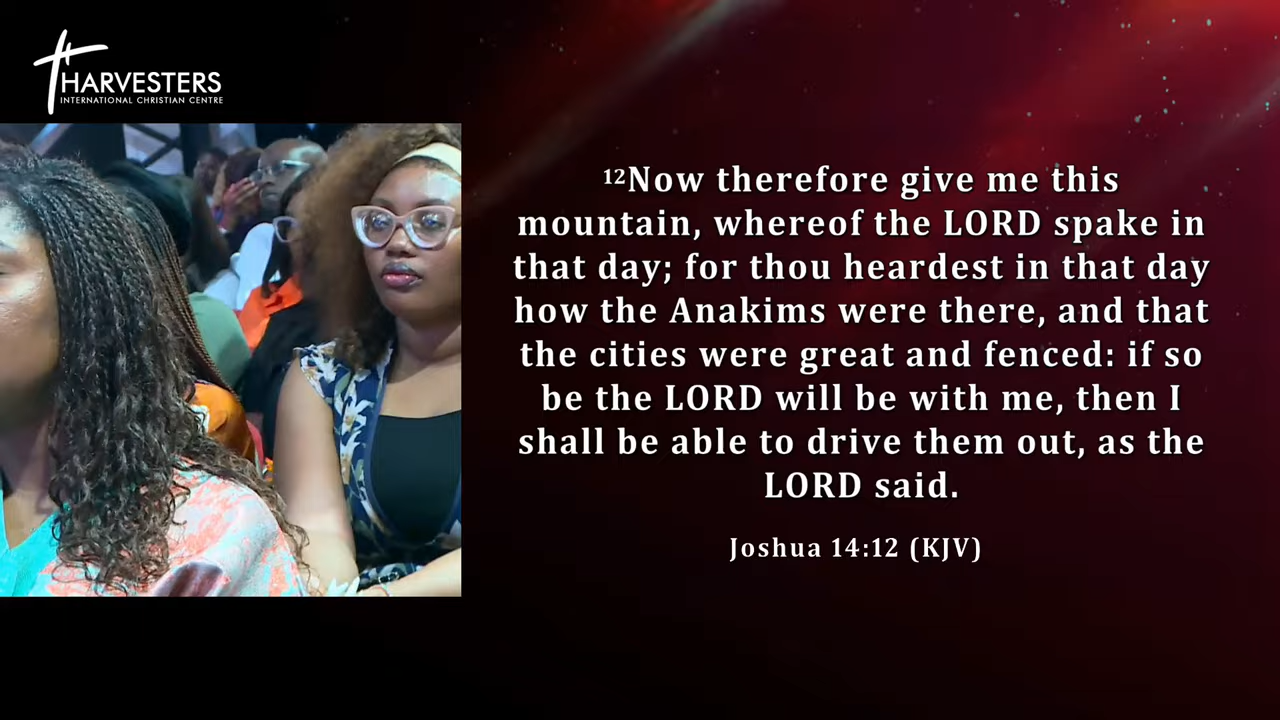 HARVESTERS
INTERNATIONAL CHRISTIAN CENTRE
12Now therefore give me this
mountain, whereof the LORD spake in
that day; for thou heardest in that day
how the Anakims were there, and that
the cities were great and fenced: if so
be the LORD will be with me, then I
shall be able to drive them out, as the
LORD said.
Joshua 14:12 (KJV)